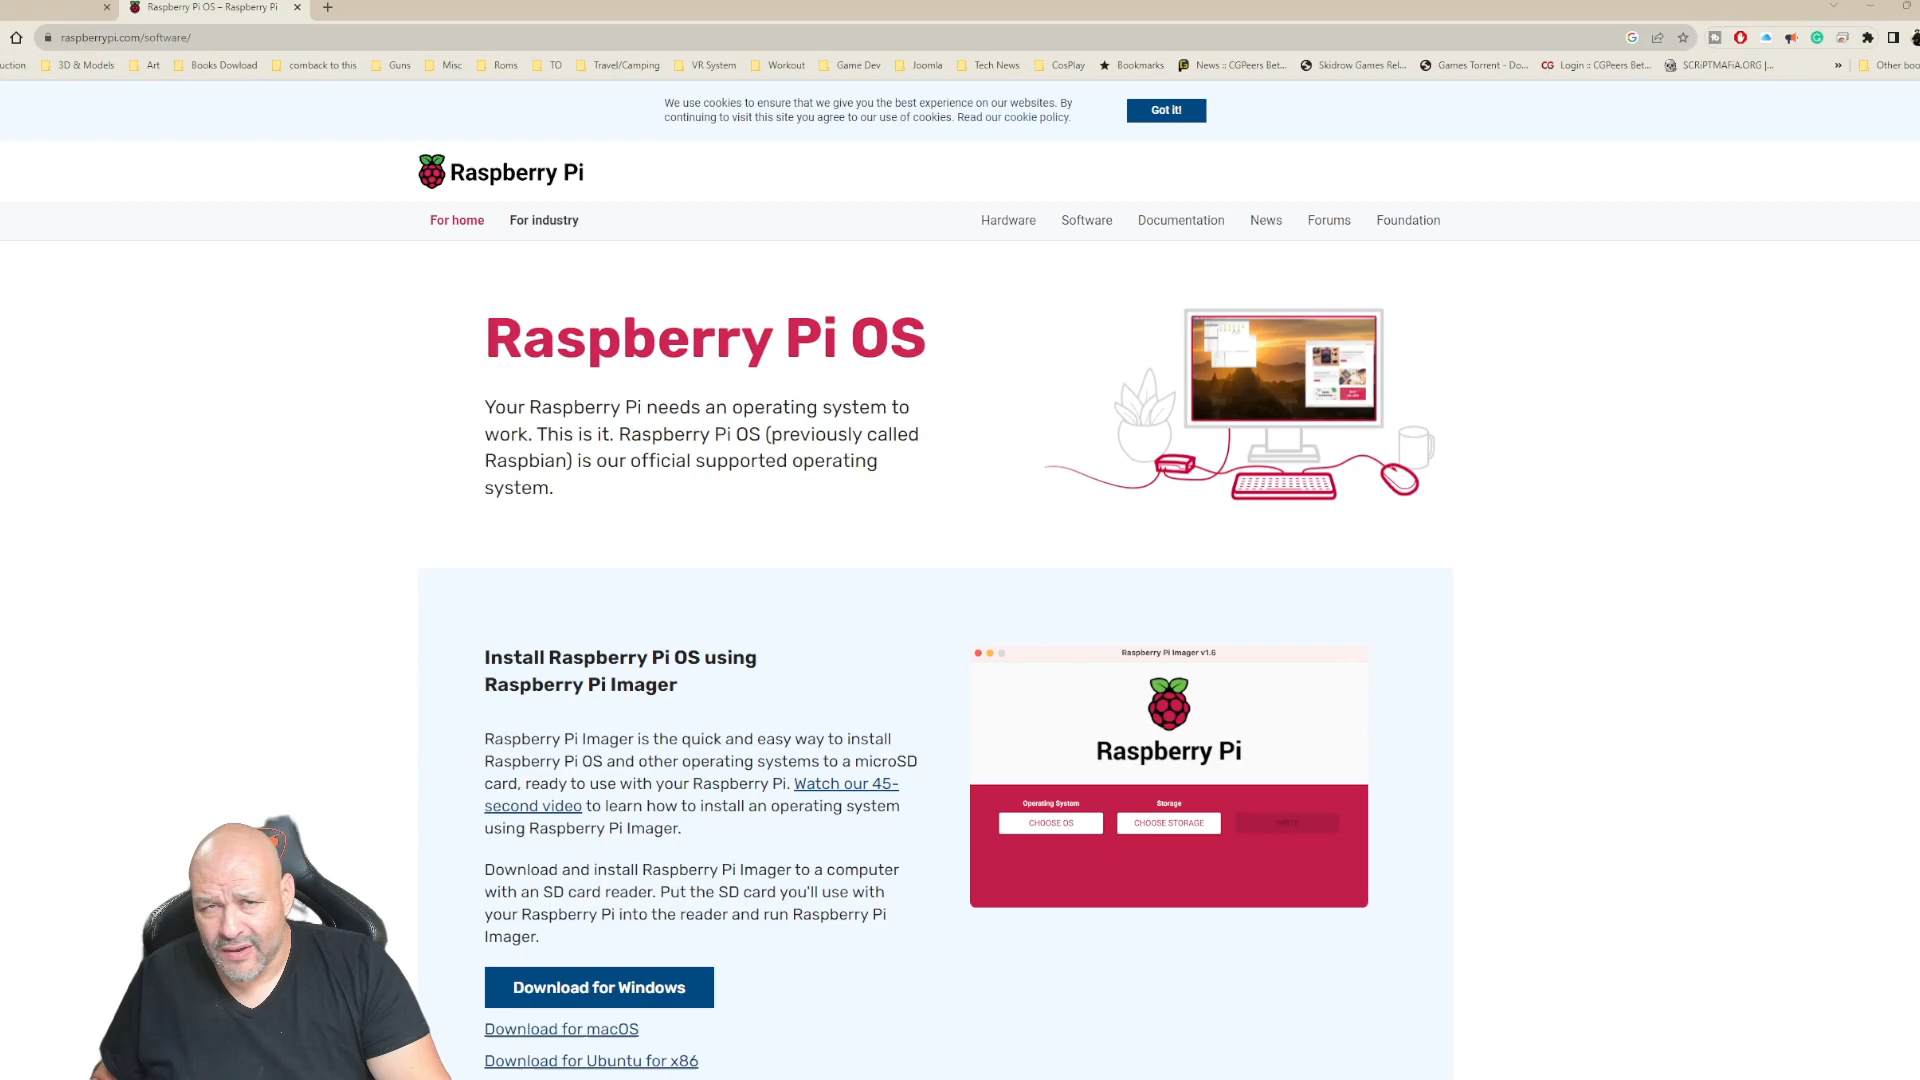 Raspberry Pi OS – Raspberry Pi
raspberrypi.com/software/
uction 3D & Models Art Books Dowload comback to this Guns Misc Roms TO Travel/Camping VR System Workout Game Dev Joomla Tech News CosPlay Bookmarks News :: CGPeers Bet... Skidrow Games Rel... Games Torrent - Do... Login :: CGPeers Bet... SCRiPTMAFiA.ORG |... » Other boo
We use cookies to ensure that we give you the best experience on our websites. By
continuing to visit this site you agree to our use of cookies. Read our cookie policy.
Got it!
Raspberry Pi
For home For industry Hardware Software Documentation News Forums Foundation
Raspberry Pi OS
Your Raspberry Pi needs an operating system to
work. This is it. Raspberry Pi OS (previously called
Raspbian) is our official supported operating
system.
Install Raspberry Pi OS using
Raspberry Pi Imager
Raspberry Pi Imager is the quick and easy way to install
Raspberry Pi OS and other operating systems to a microSD
card, ready to use with your Raspberry Pi. Watch our 45-
second video to learn how to install an operating system
using Raspberry Pi Imager.
Download and install Raspberry Pi Imager to a computer
with an SD card reader. Put the SD card you'll use with
your Raspberry Pi into the reader and run Raspberry Pi
Imager.
Download for Windows
Download for macOS
Download for Ubuntu for x86
Raspberry Pi Imager v1.6
Raspberry Pi
Operating System Storage
CHOOSE OS CHOOSE STORAGE WRITE